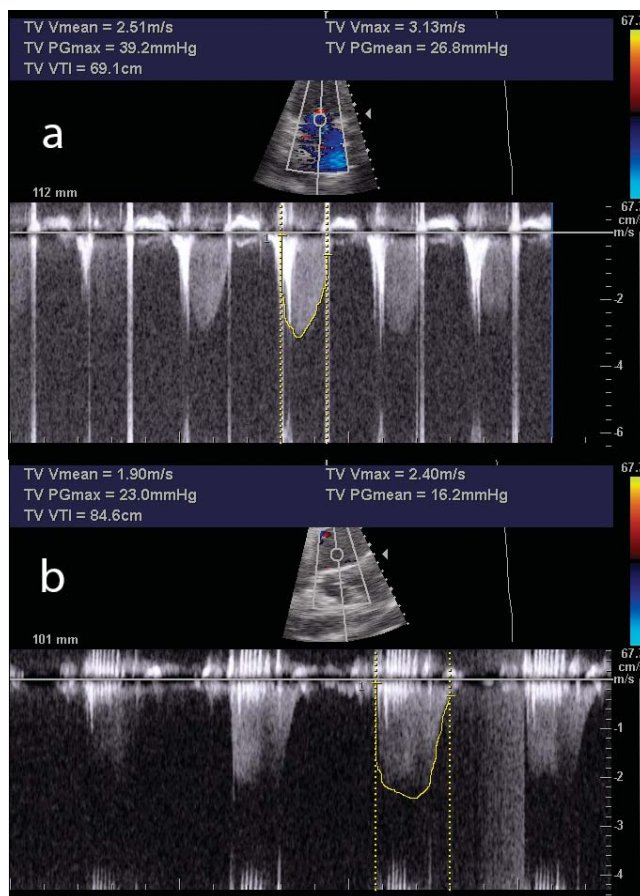 67.
TV Vmean = 2.51m/s TV Vmax = 3.13m/s
TV PGmax = 39.2mmHg TV PGmean = 26.8mmHg
TV VTI = 69.1cm
a
112 mm
67.
cm/s
m/s
1
-2
-4
-6
67.
TV Vmean = 1.90m/s TV Vmax = 2.40m/s
TV PGmax = 23.0mmHg TV PGmean = 16.2mmHg
TV VTI = 84.6cm
b
101 mm
67.
cm/s
m/s
1
-1
-2
-3
-4